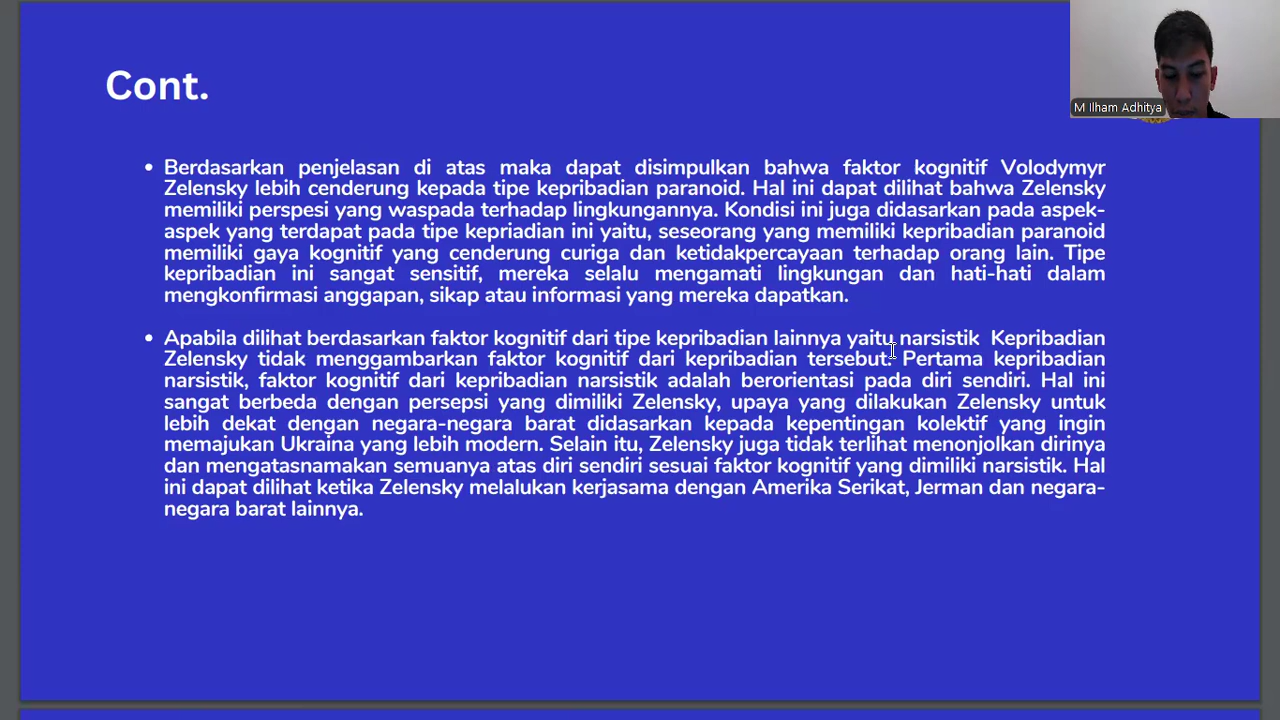 M Ilham Adhitya
Cont.
• Berdasarkan penjelasan di atas maka dapat disimpulkan bahwa faktor kognitif Volodymyr
Zelensky lebih cenderung kepada tipe kepribadian paranoid. Hal ini dapat dilihat bahwa Zelensky
memiliki perspesi yang waspada terhadap lingkungannya. Kondisi ini juga didasarkan pada aspek-
aspek yang terdapat pada tipe kepriadian ini yaitu, seseorang yang memiliki kepribadian paranoid
memiliki gaya kognitif yang cenderung curiga dan ketidakpercayaan terhadap orang lain. Tipe
kepribadian ini sangat sensitif, mereka selalu mengamati lingkungan dan hati-hati dalam
mengkonfirmasi anggapan, sikap atau informasi yang mereka dapatkan.
• Apabila dilihat berdasarkan faktor kognitif dari tipe kepribadian lainnya yaitu narsistik Kepribadian
Zelensky tidak menggambarkan faktor kognitif dari kepribadian tersebut. Pertama kepribadian
narsistik, faktor kognitif dari kepribadian narsistik adalah berorientasi pada diri sendiri. Hal ini
sangat berbeda dengan persepsi yang dimiliki Zelensky, upaya yang dilakukan Zelensky untuk
lebih dekat dengan negara-negara barat didasarkan kepada kepentingan kolektif yang ingin
memajukan Ukraina yang lebih modern. Selain itu, Zelensky juga tidak terlihat menonjolkan dirinya
dan mengatasnamakan semuanya atas diri sendiri sesuai faktor kognitif yang dimiliki narsistik. Hal
ini dapat dilihat ketika Zelensky melalukan kerjasama dengan Amerika Serikat, Jerman dan negara-
negara barat lainnya.